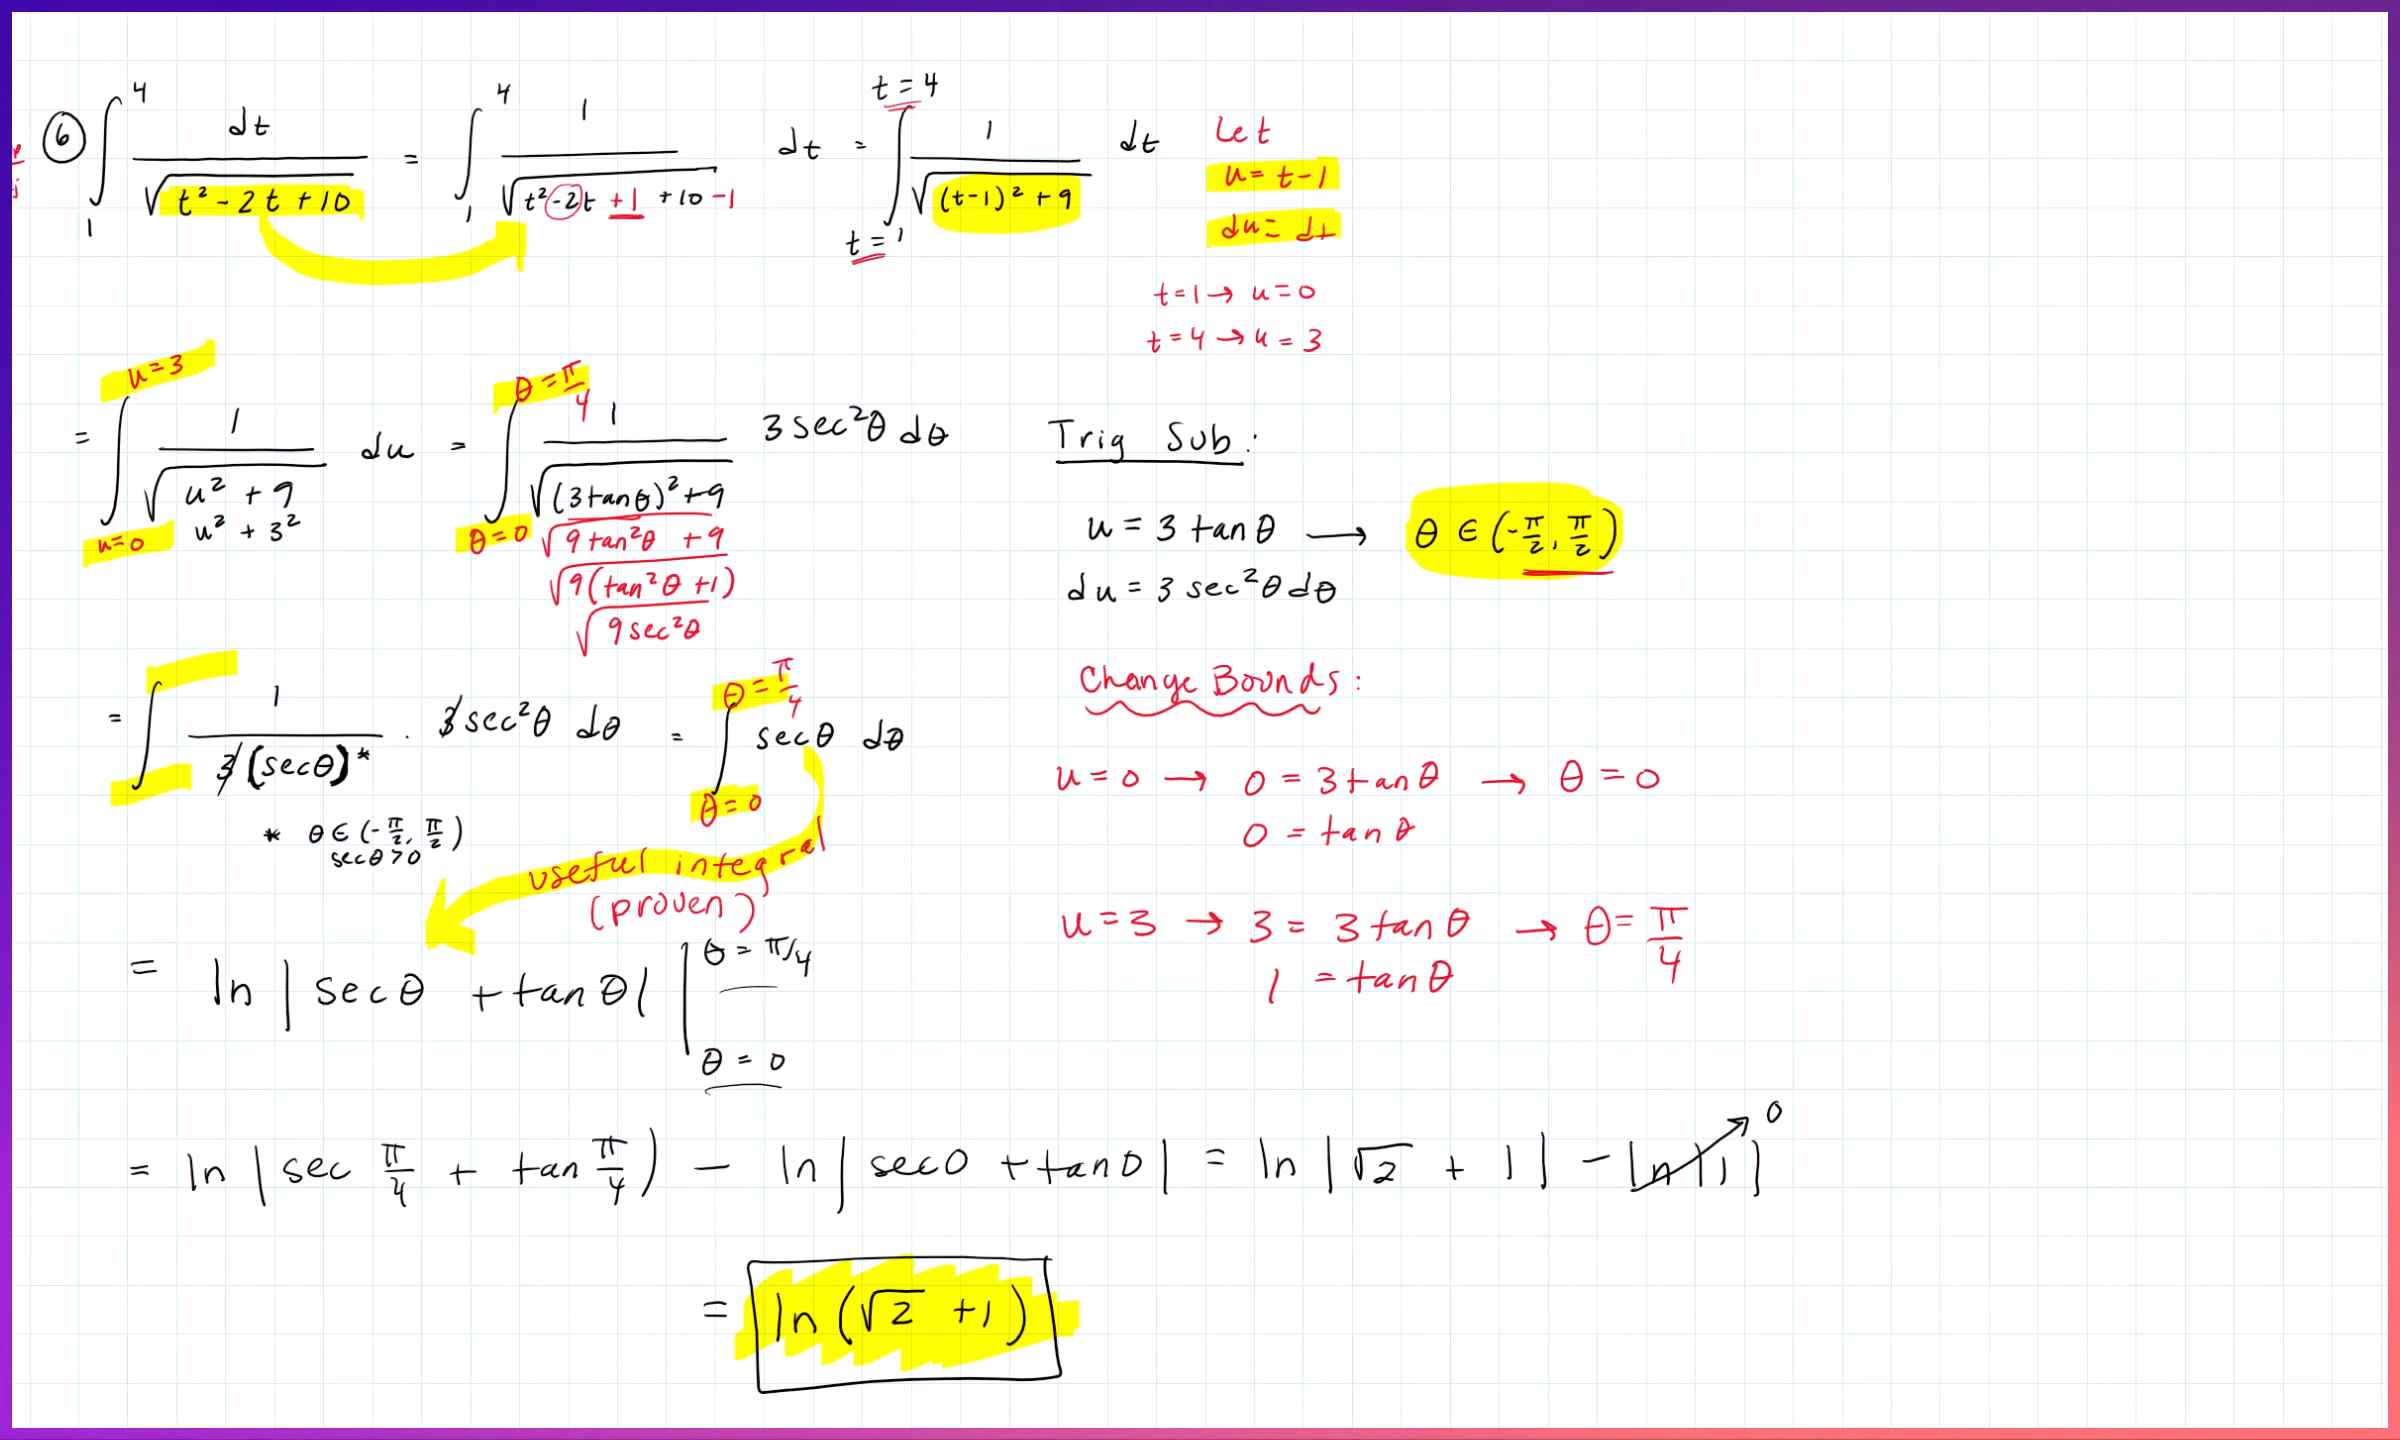 ⑥ ∫₁⁴ dt / √(t² - 2t + 10) = ∫₁⁴ 1 / √(t² - 2t + 1 + 10 - 1) dt = ∫_{t=1}^{t=4} 1 / √((t-1)² + 9) dt
Let
u = t-1
du = dt
t=1 → u=0
t=4 → u=3
= ∫_{u=0}^{u=3} 1 / √(u² + 9) du = ∫_{θ=0}^{θ=π/4} 1 / √((3tanθ)² + 9) 3sec²θ dθ
u² + 3²
√(9tan²θ + 9)
√(9(tan²θ + 1))
√(9sec²θ)
Trig Sub:
u = 3 tanθ → θ ∈ (-π/2, π/2)
du = 3 sec²θ dθ
= ∫ 1 / 3(secθ)* · 3sec²θ dθ = ∫_{θ=0}^{θ=π/4} secθ dθ
* θ ∈ (-π/2, π/2)
secθ > 0
useful integral
(proven)
Change Bounds:
u = 0 → 0 = 3tanθ → θ = 0
0 = tanθ
u = 3 → 3 = 3tanθ → θ = π/4
1 = tanθ
= ln|secθ + tanθ| |_{θ=0}^{θ=π/4}
= ln|sec π/4 + tan π/4) - ln|sec0 + tan0| = ln|√2 + 1| - ln|1| 0
= ln(√2 + 1)